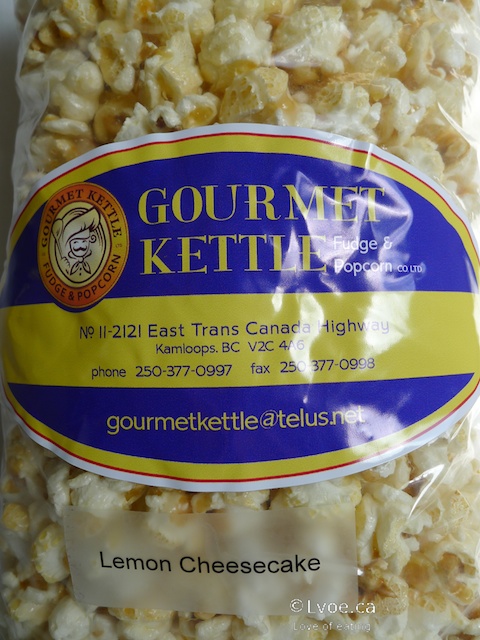 GOURMET KETTLE
FUDGE & POPCORN
GOURMET
KETTLE
Fudge &
Popcorn CO LTD
Nº 11-2121 East Trans Canada Highway
Kamloops. BC V2C 4A6
phone 250-377-0997 fax 250-377-0998
gourmetkettle@telus.net
Lemon Cheesecake
© Lvoe.ca
Love of eating